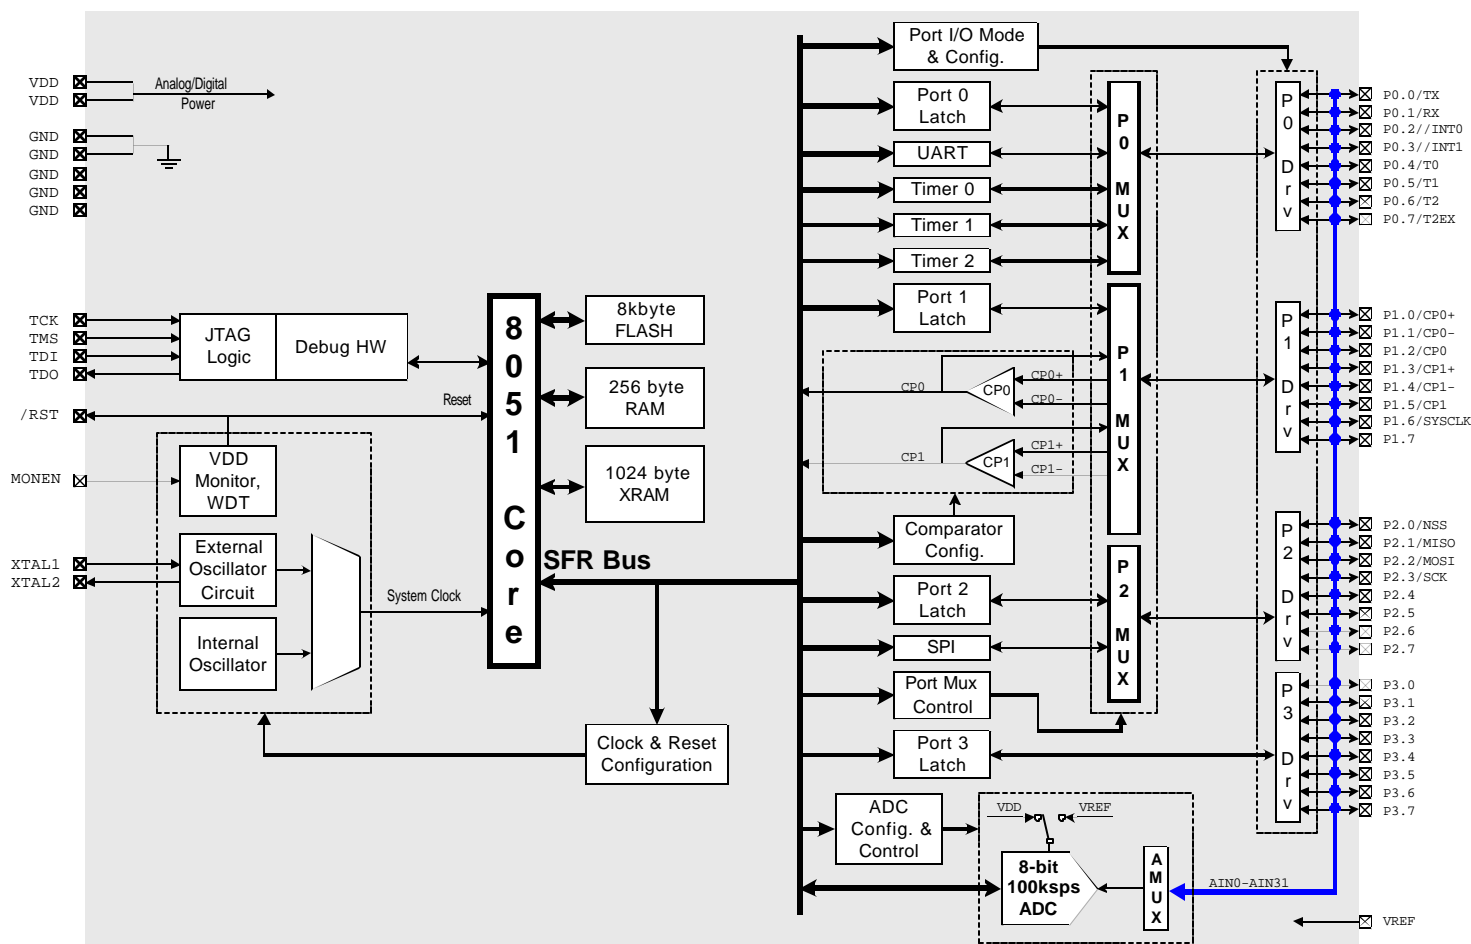 VDD
VDD
Analog/Digital
Power
GND
GND
GND
GND
GND
TCK
TMS
TDI
TDO
JTAG
Logic
Debug HW
/RST
Reset
MONEN
VDD
Monitor,
WDT
XTAL1
XTAL2
External
Oscillator
Circuit
Internal
Oscillator
System Clock
8051 Core
8kbyte
FLASH
256 byte
RAM
1024 byte
XRAM
SFR Bus
Clock & Reset
Configuration
Port I/O Mode
& Config.
Port 0
Latch
UART
Timer 0
Timer 1
Timer 2
Port 1
Latch
CP0
CP0
CP0+
CP0-
CP1
CP1
CP1+
CP1-
Comparator
Config.
Port 2
Latch
SPI
Port Mux
Control
Port 3
Latch
ADC
Config. &
Control
VDD
VREF
8-bit
100ksps
ADC
AMUX
AIN0-AIN31
P0 MUX
P1 MUX
P2 MUX
P0 Drv
P1 Drv
P2 Drv
P3 Drv
P0.0/TX
P0.1/RX
P0.2//INT0
P0.3//INT1
P0.4/T0
P0.5/T1
P0.6/T2
P0.7/T2EX
P1.0/CP0+
P1.1/CP0-
P1.2/CP0
P1.3/CP1+
P1.4/CP1-
P1.5/CP1
P1.6/SYSCLK
P1.7
P2.0/NSS
P2.1/MISO
P2.2/MOSI
P2.3/SCK
P2.4
P2.5
P2.6
P2.7
P3.0
P3.1
P3.2
P3.3
P3.4
P3.5
P3.6
P3.7
VREF